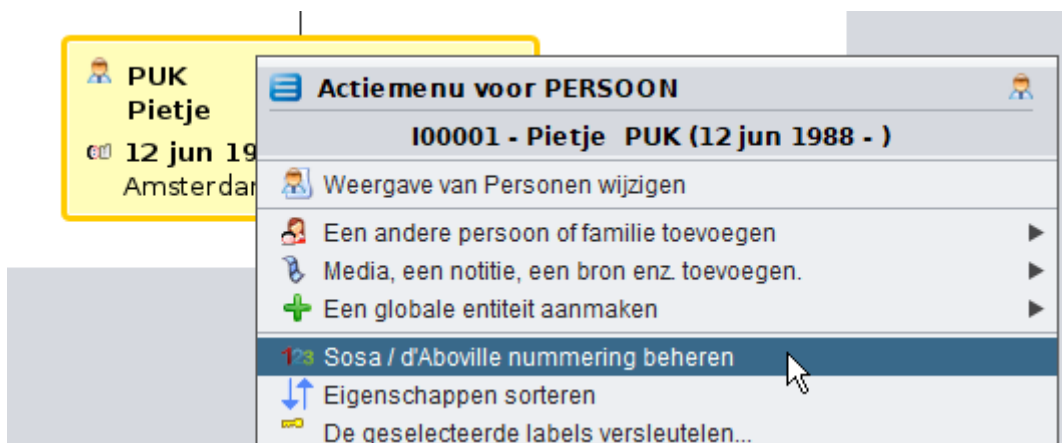 PUK
Pietje
12 jun 19
Amsterdar
Actiemenu voor PERSOON
I00001 - Pietje PUK (12 jun 1988 - )
Weergave van Personen wijzigen
Een andere persoon of familie toevoegen
Media, een notitie, een bron enz. toevoegen.
Een globale entiteit aanmaken
123 Sosa / d'Aboville nummering beheren
Eigenschappen sorteren
De geselecteerde labels versleutelen...